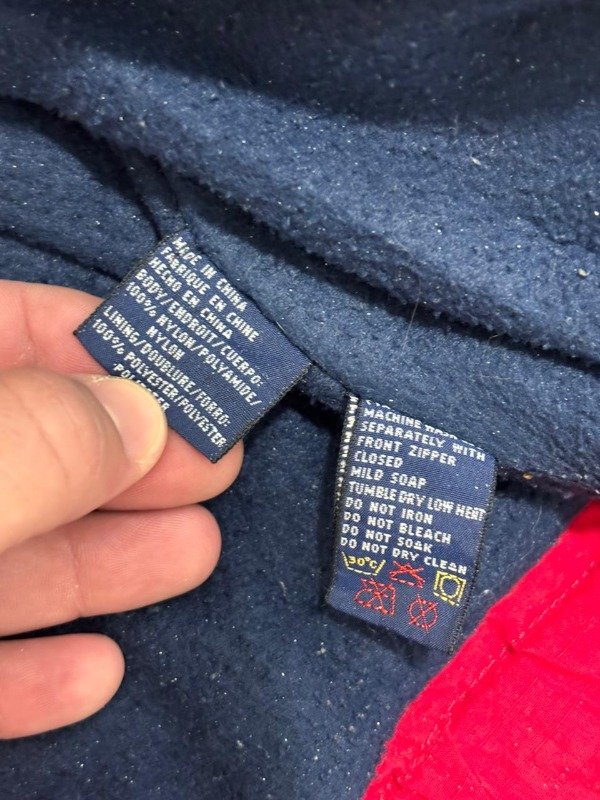 MADE IN CHINA
FABRIQUE EN CHINE
HECHO EN CHINA
BODY/ENDROIT/CUERPO:
100% NYLON/POLYAMIDE/
NYLON
LINING/DOUBLURE/FORRO:
100% POLYESTER/POLYESTER
MACHINE
SEPARATELY WITH
FRONT ZIPPER
CLOSED
MILD SOAP
TUMBLE DRY LOW HEAT
DO NOT IRON
DO NOT BLEACH
DO NOT SOAK
DO NOT DRY CLEAN
30°C